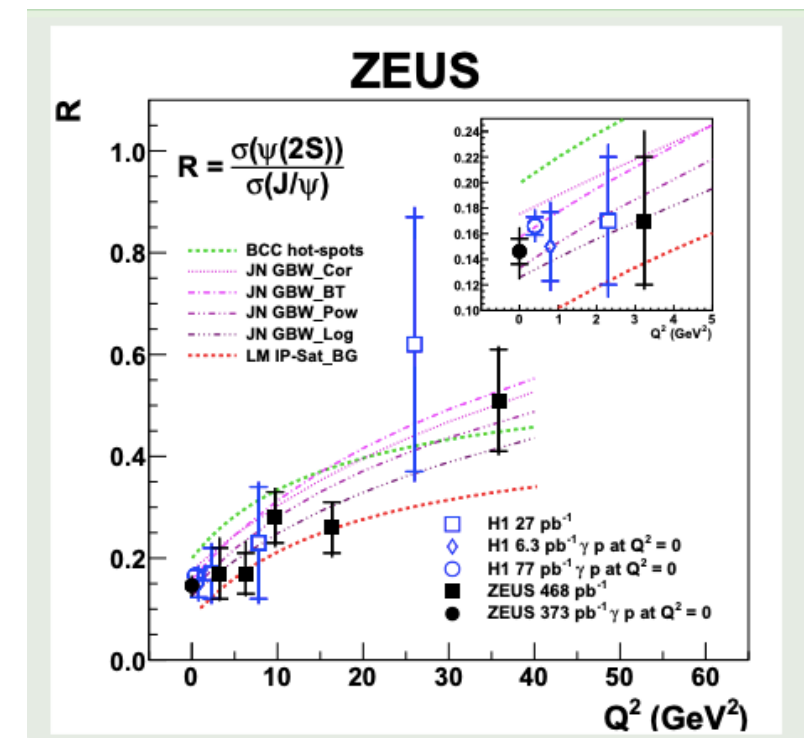 ZEUS
R
R = σ(ψ(2S))
σ(J/ψ)
BCC hot-spots
JN GBW_Cor
JN GBW_BT
JN GBW_Pow
JN GBW_Log
LM IP-Sat_BG
0.24
0.22
0.20
0.18
0.16
0.14
0.12
0.10
0 1 2 3 4 5
Q² (GeV²)
1.0
0.8
0.6
0.4
0.2
0.0
H1 27 pb⁻¹
H1 6.3 pb⁻¹ γ p at Q² = 0
H1 77 pb⁻¹ γ p at Q² = 0
ZEUS 468 pb⁻¹
ZEUS 373 pb⁻¹ γ p at Q² = 0
0 10 20 30 40 50 60
Q² (GeV²)